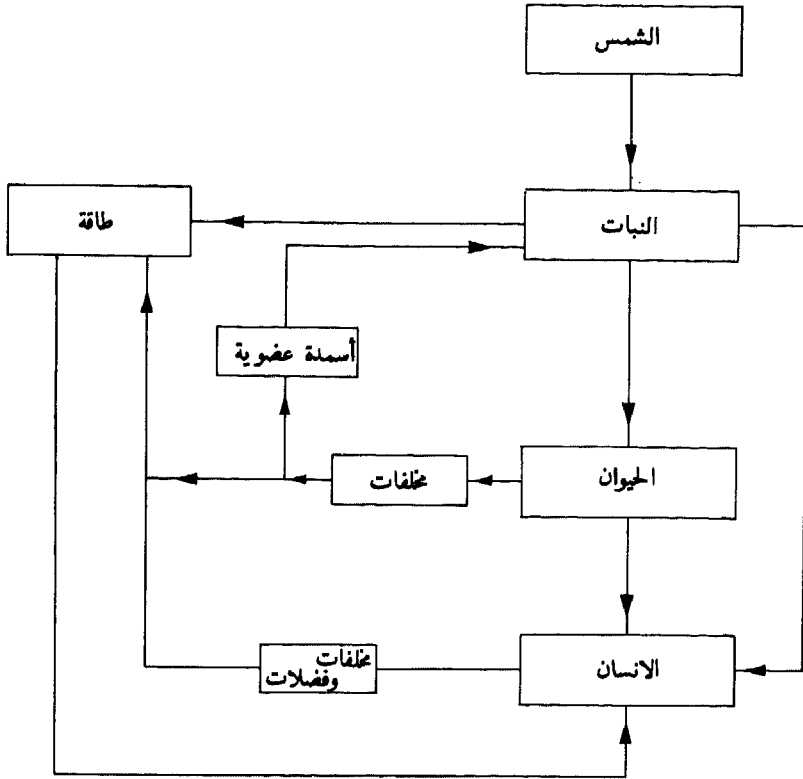 الشمس
طاقة
النبات
أسمدة عضوية
مخلفات
الحيوان
مخلفات
وفضلات
الانسان